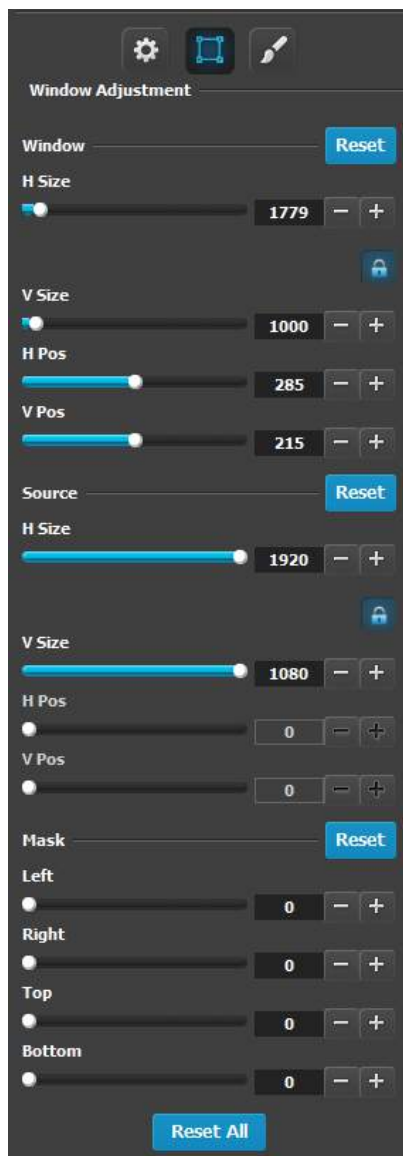 Window Adjustment
Window
Reset
H Size
1779
V Size
1000
H Pos
285
V Pos
215
Source
Reset
H Size
1920
V Size
1080
H Pos
0
V Pos
0
Mask
Reset
Left
0
Right
0
Top
0
Bottom
0
Reset All